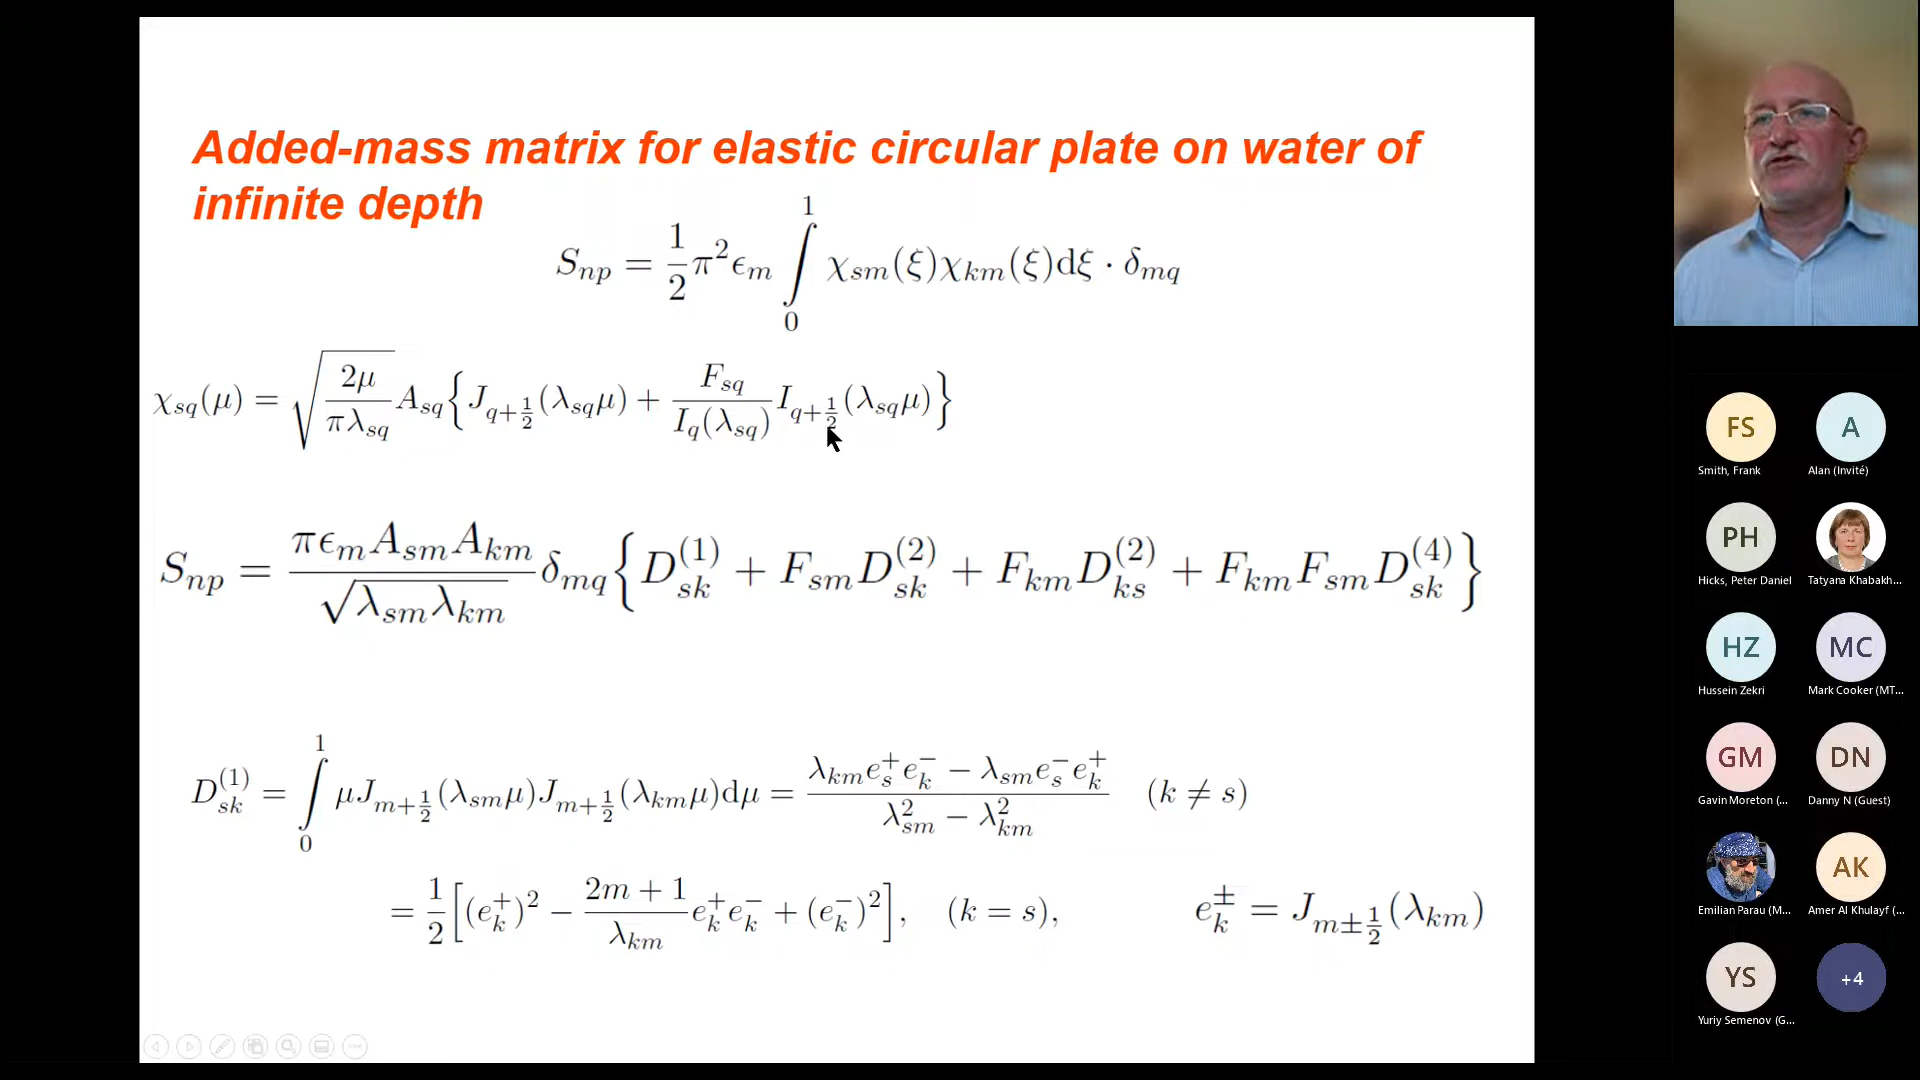 Added-mass matrix for elastic circular plate on water of
infinite depth
S_{np} = \frac{1}{2}\pi^2 \epsilon_m \int_0^1 \chi_{sm}(\xi)\chi_{km}(\xi)\mathrm{d}\xi \cdot \delta_{mq}
\chi_{sq}(\mu) = \sqrt{\frac{2\mu}{\pi\lambda_{sq}}} A_{sq} \{ J_{q+\frac{1}{2}}(\lambda_{sq}\mu) + \frac{F_{sq}}{I_q(\lambda_{sq})} I_{q+\frac{1}{2}}(\lambda_{sq}\mu) \}
S_{np} = \frac{\pi\epsilon_m A_{sm} A_{km}}{\sqrt{\lambda_{sm}\lambda_{km}}} \delta_{mq} \{ D_{sk}^{(1)} + F_{sm} D_{sk}^{(2)} + F_{km} D_{ks}^{(2)} + F_{km} F_{sm} D_{sk}^{(4)} \}
D_{sk}^{(1)} = \int_0^1 \mu J_{m+\frac{1}{2}}(\lambda_{sm}\mu) J_{m+\frac{1}{2}}(\lambda_{km}\mu)\mathrm{d}\mu = \frac{\lambda_{km} e_s^+ e_k^- - \lambda_{sm} e_s^- e_k^+}{\lambda_{sm}^2 - \lambda_{km}^2} (k \neq s)
= \frac{1}{2} [ (e_k^+)^2 - \frac{2m+1}{\lambda_{km}} e_k^+ e_k^- + (e_k^-)^2 ], (k = s), e_k^{\pm} = J_{m\pm\frac{1}{2}}(\lambda_{km})
FS
A
Smith, Frank
Alan (Invité)
PH
Hicks, Peter Daniel
Tatyana Khabakh...
HZ
MC
Hussein Zekri
Mark Cooker (MT...
GM
DN
Gavin Moreton (...
Danny N (Guest)
AK
Emilian Parau (M...
Amer Al Khulayf (...
YS
+4
Yuriy Semenov (G...